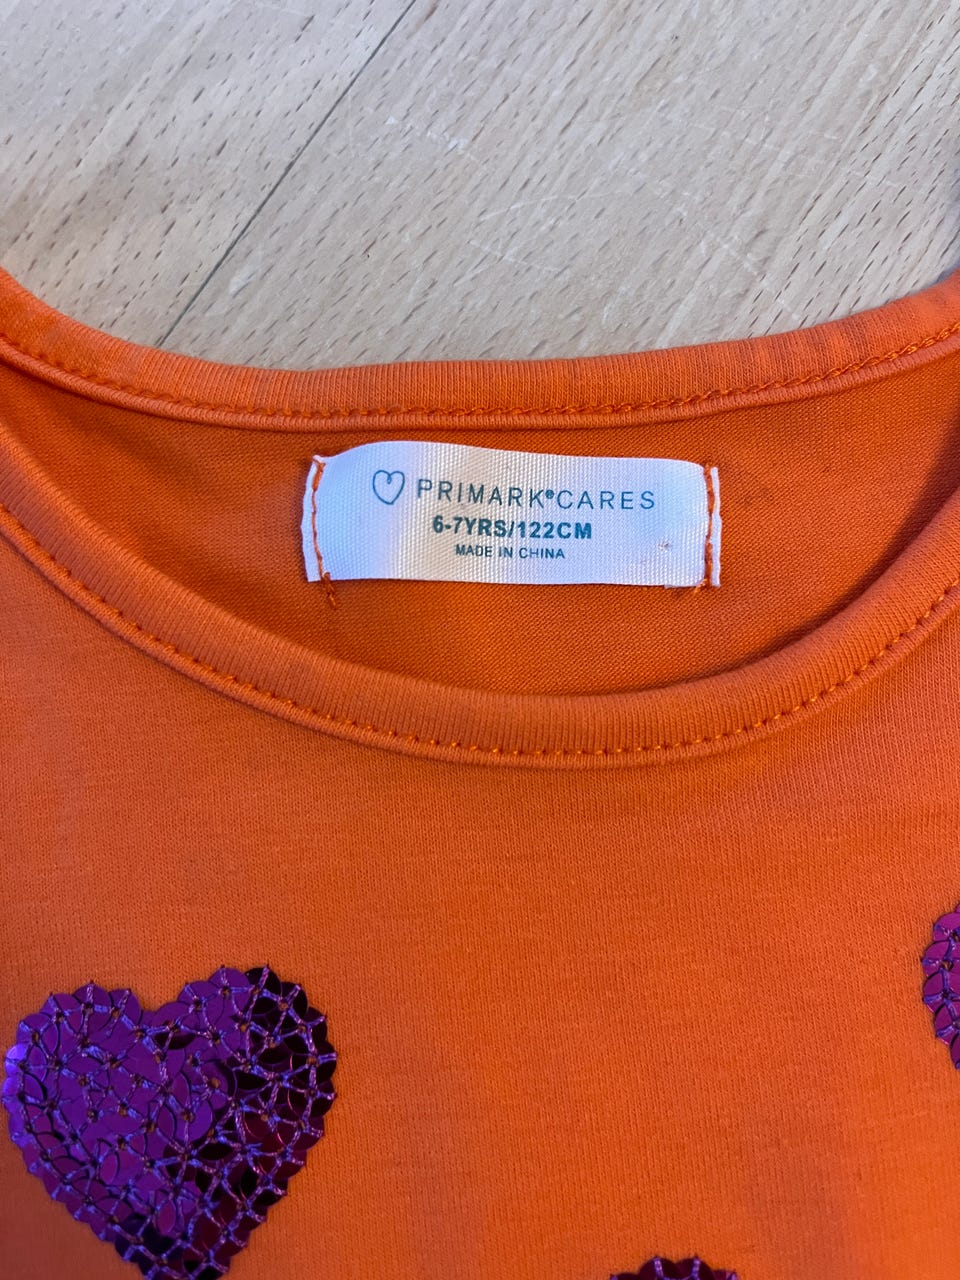 PRIMARK®CARES
6-7YRS/122CM
MADE IN CHINA